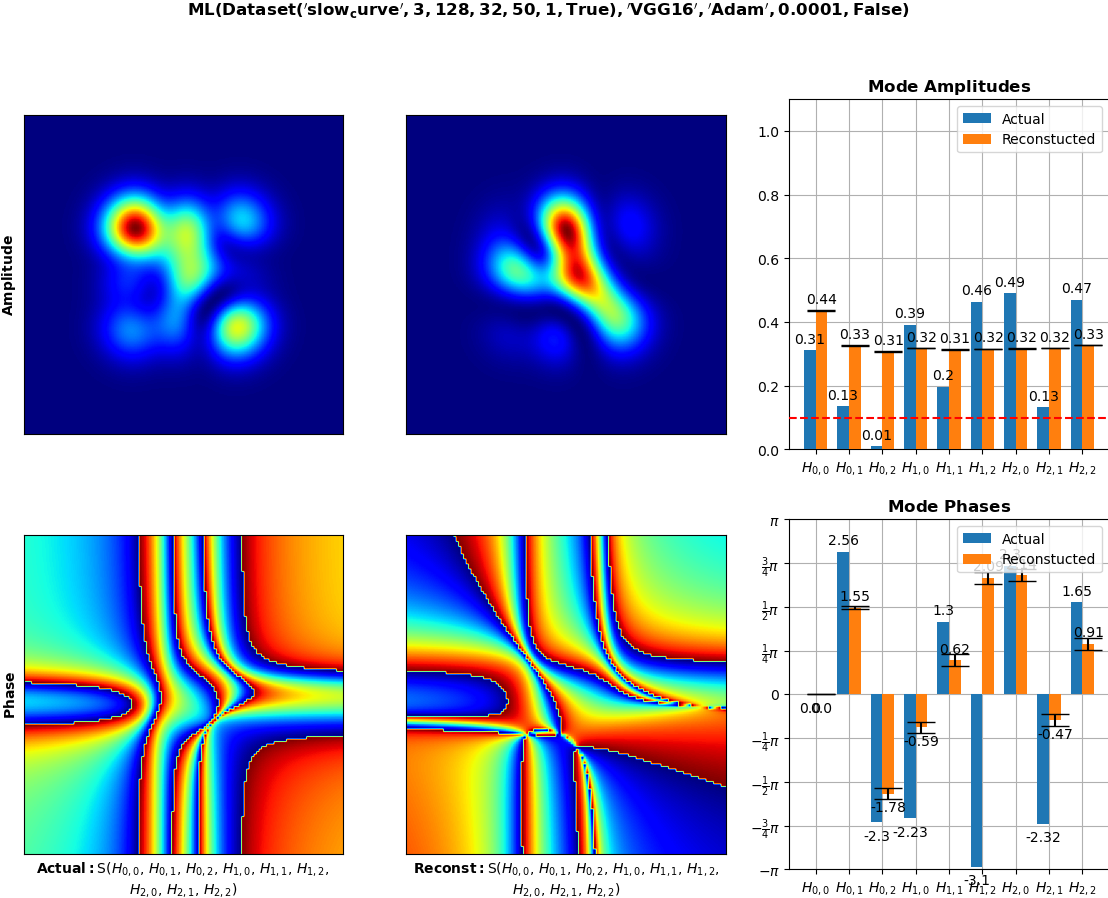 ML(Dataset('slow_curve', 3, 128, 32, 50, 1, True), 'VGG16', 'Adam', 0.0001, False)
Amplitude
Mode Amplitudes
Actual
Reconstucted
1.0
0.8
0.6
0.4
0.2
0.0
0.31 0.13 0.01 0.39 0.2 0.46 0.49 0.13 0.47
0.44 0.33 0.31 0.32 0.31 0.32 0.32 0.32 0.33
H0,0 H0,1 H0,2 H1,0 H1,1 H1,2 H2,0 H2,1 H2,2
Phase
Actual: S(H0,0, H0,1, H0,2, H1,0, H1,1, H1,2,
H2,0, H2,1, H2,2)
Reconst: S(H0,0, H0,1, H0,2, H1,0, H1,1, H1,2,
H2,0, H2,1, H2,2)
Mode Phases
Actual
Reconstucted
π
3/4π
1/2π
1/4π
0
−1/4π
−1/2π
−3/4π
−π
0.0 2.56 -2.3 -2.23 1.3 -3.1 -2.32 1.65
0.0 1.55 -1.78 -0.59 0.62 2.09 -0.47 0.91
H0,0 H0,1 H0,2 H1,0 H1,1 H1,2 H2,0 H2,1 H2,2